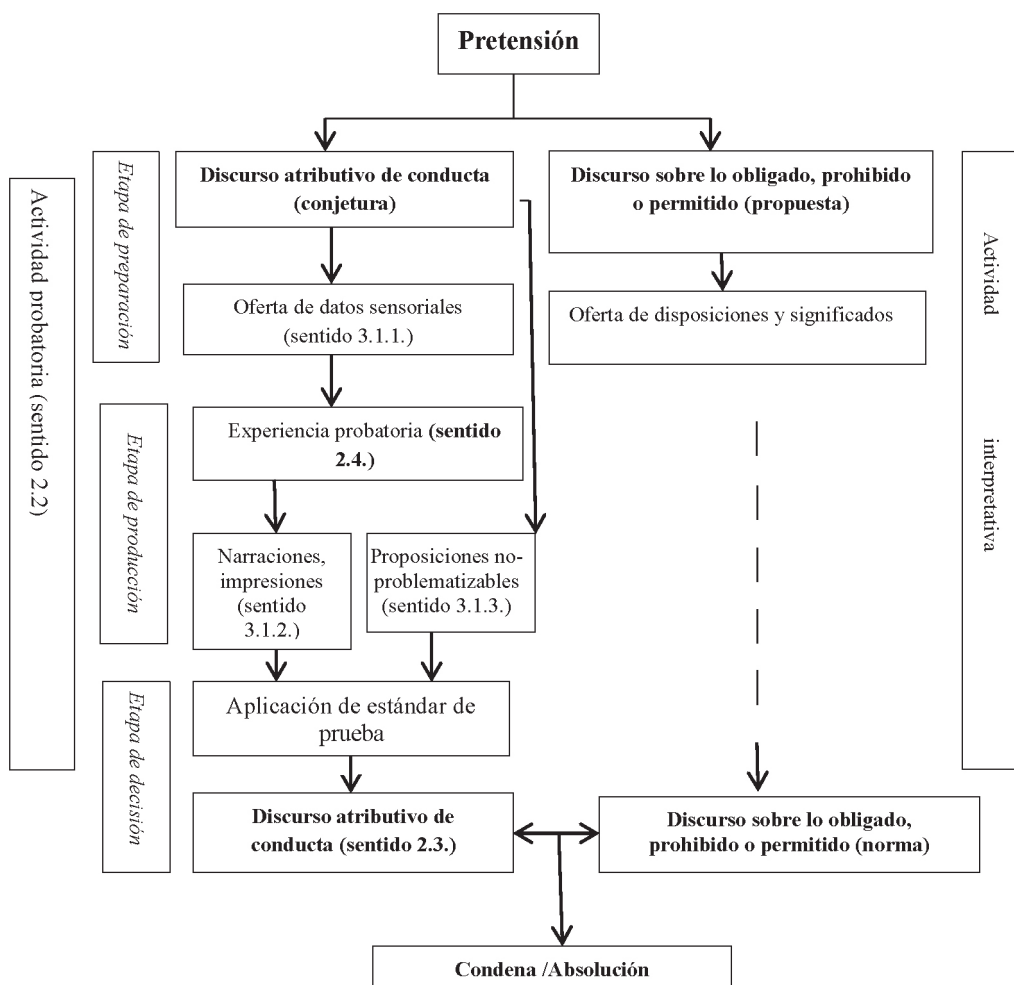 Pretensión
Actividad probatoria (sentido 2.2)
Etapa de preparación
Discurso atributivo de conducta
(conjetura)
Discurso sobre lo obligado, prohibido
o permitido (propuesta)
Actividad
interpretativa
Oferta de datos sensoriales
(sentido 3.1.1.)
Oferta de disposiciones y significados
Etapa de producción
Experiencia probatoria (sentido
2.4.)
Narraciones,
impresiones
(sentido
3.1.2.)
Proposiciones no-
problematizables
(sentido 3.1.3.)
Etapa de decisión
Aplicación de estándar de
prueba
Discurso atributivo de
conducta (sentido 2.3.)
Discurso sobre lo obligado,
prohibido o permitido (norma)
Condena /Absolución